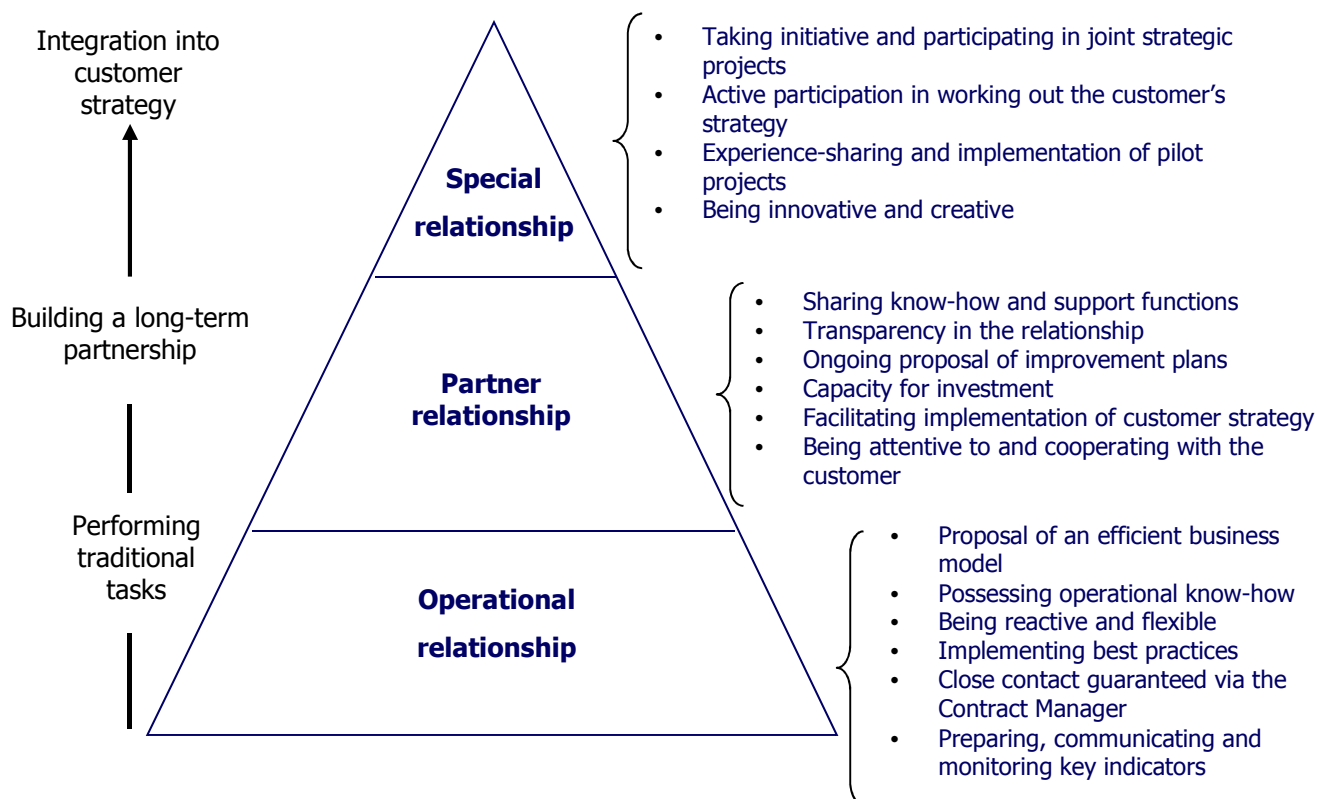 Integration into
customer
strategy
Special
relationship
• Taking initiative and participating in joint strategic
projects
• Active participation in working out the customer's
strategy
• Experience-sharing and implementation of pilot
projects
• Being innovative and creative
Building a long-term
partnership
Partner
relationship
• Sharing know-how and support functions
• Transparency in the relationship
• Ongoing proposal of improvement plans
• Capacity for investment
• Facilitating implementation of customer strategy
• Being attentive to and cooperating with the
customer
Performing
traditional
tasks
Operational
relationship
• Proposal of an efficient business
model
• Possessing operational know-how
• Being reactive and flexible
• Implementing best practices
• Close contact guaranteed via the
Contract Manager
• Preparing, communicating and
monitoring key indicators